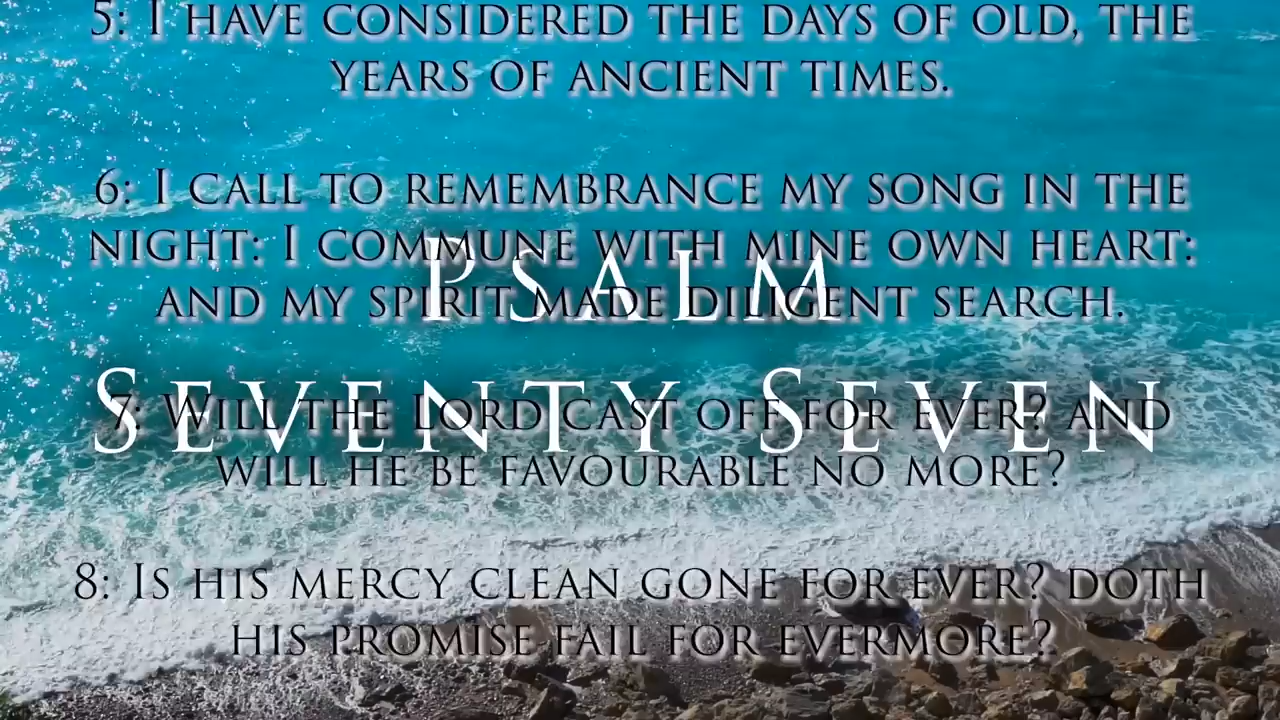 5: I have considered the days of old, the
years of ancient times.
6: I call to remembrance my song in the
night: I commune with mine own heart:
and my spirit made diligent search.
Psalm
Seventy Seven
7: Will the Lord cast off for ever? and
will he be favourable no more?
8: Is his mercy clean gone for ever? doth
his promise fail for evermore?